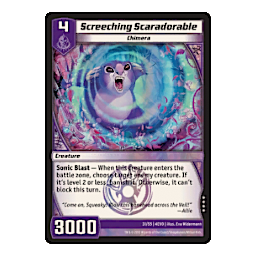 4
Screeching Scaradorable
Chimera
Creature
Sonic Blast — When this creature enters the
battle zone, choose target enemy creature. If
it's level 2 or less, banish it. Otherwise, it can't
block this turn.
"Come on, Squeaky!
across the Veil!"
—Allie
3000